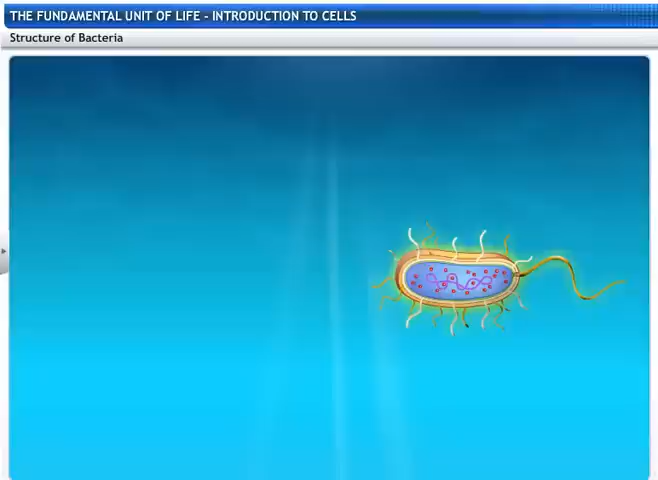 THE FUNDAMENTAL UNIT OF LIFE - INTRODUCTION TO CELLS
Structure of Bacteria